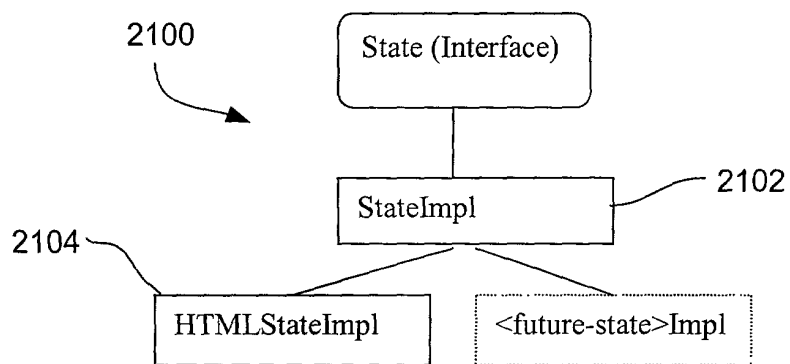 2100
State (Interface)
StateImpl
2102
2104
HTMLStateImpl
<future-state>Impl